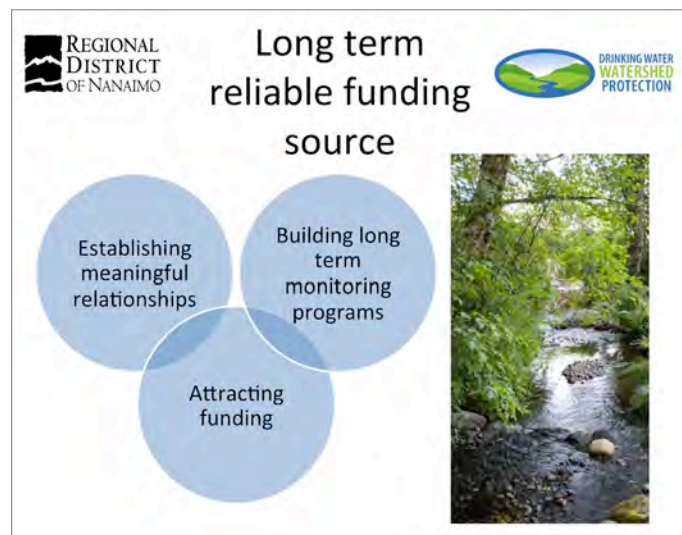 REGIONAL
DISTRICT
OF NANAIMO
Long term
reliable funding
source
DRINKING WATER
WATERSHED
PROTECTION
Establishing
meaningful
relationships
Building long
term
monitoring
programs
Attracting
funding